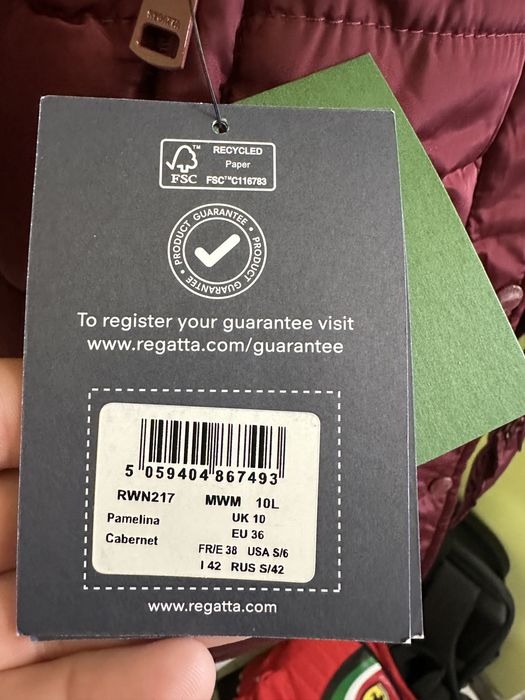 RECYCLED
Paper
FSC™ FSC™C116783
PRODUCT GUARANTEE • PRODUCT GUARANTEE •
To register your guarantee visit
www.regatta.com/guarantee
5 059404 867493
RWN217 MWM 10L
Pamelina UK 10
Cabernet EU 36
FR/E 38 USA S/6
I 42 RUS S/42
www.regatta.com